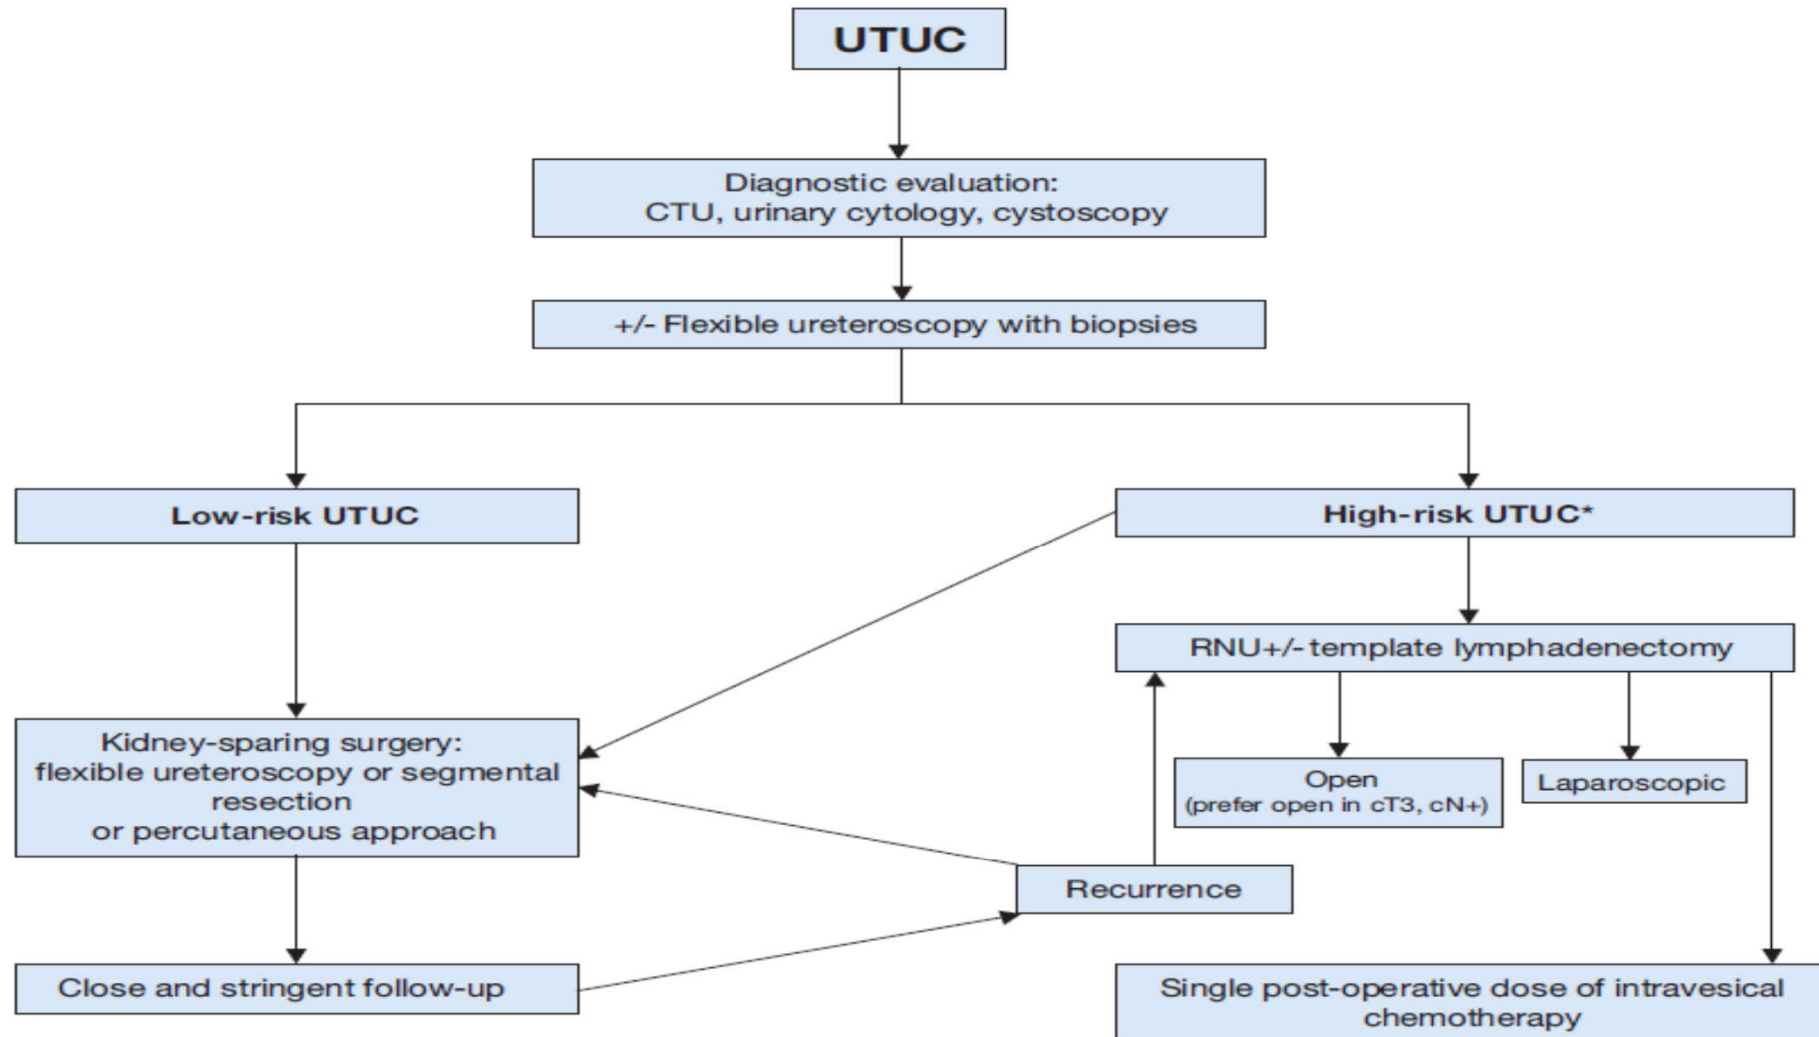 UTUC
Diagnostic evaluation:
CTU, urinary cytology, cystoscopy
+/- Flexible ureteroscopy with biopsies
Low-risk UTUC
High-risk UTUC*
RNU+/- template lymphadenectomy
Kidney-sparing surgery:
flexible ureteroscopy or segmental
resection
or percutaneous approach
Open
(prefer open in cT3, cN+)
Laparoscopic
Recurrence
Close and stringent follow-up
Single post-operative dose of intravesical
chemotherapy